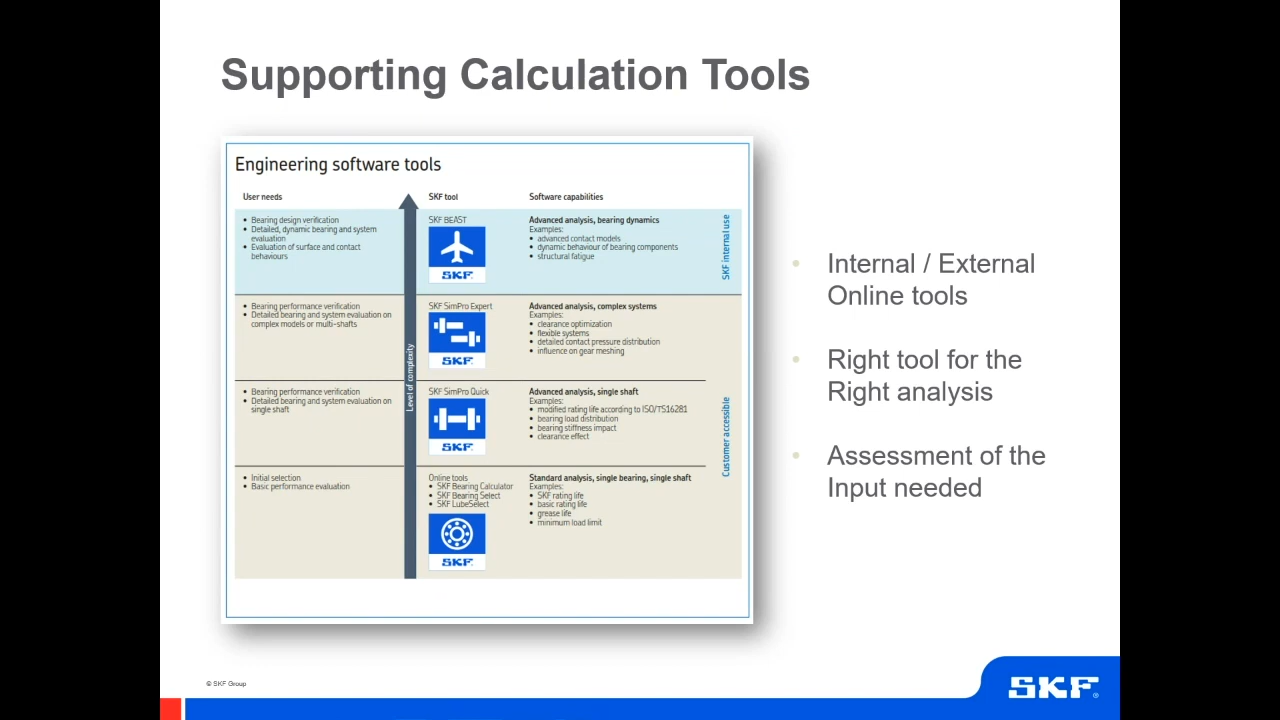 Supporting Calculation Tools
Engineering software tools
User needs
SKF tool
Software capabilities
• Bearing design verification
• Detailed, dynamic bearing and system
evaluation
• Evaluation of surface and contact
behaviours
SKF BEAST
SKF
Advanced analysis, bearing dynamics
Examples:
• advanced contact models
• dynamic behaviour of bearing components
• structural fatigue
SKF internal use
• Bearing performance verification
• Detailed bearing and system evaluation on
complex models or multi-shafts
SKF SimPro Expert
SKF
Advanced analysis, complex systems
Examples:
• clearance optimization
• flexible systems
• detailed contact pressure distribution
• influence on gear meshing
Level of complexity
• Bearing performance verification
• Detailed bearing and system evaluation on
single shaft
SKF SimPro Quick
SKF
Advanced analysis, single shaft
Examples:
• modified rating life according to ISO/TS16281
• bearing load distribution
• bearing stiffness impact
• clearance effect
Customer accessible
• Initial selection
• Basic performance evaluation
Online tools
• SKF Bearing Calculator
• SKF Bearing Select
• SKF LubeSelect
SKF
Standard analysis, single bearing, single shaft
Examples:
• SKF rating life
• basic rating life
• grease life
• minimum load limit
• Internal / External
Online tools
• Right tool for the
Right analysis
• Assessment of the
Input needed
© SKF Group
SKF®